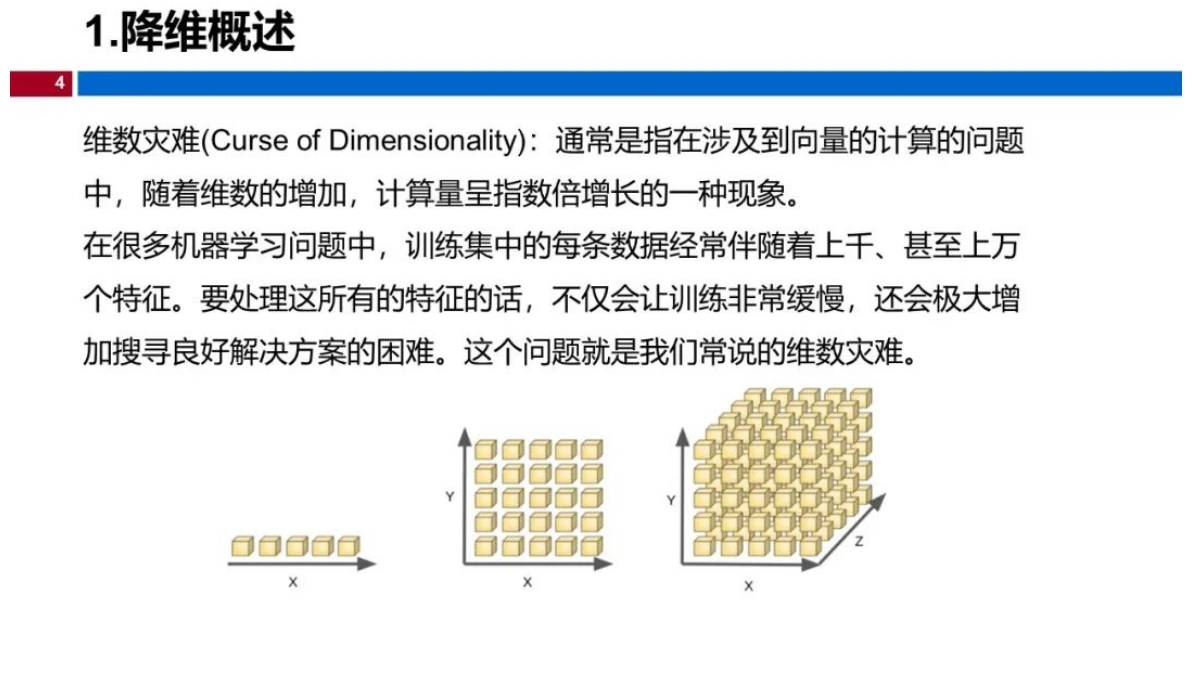 1.降维概述
4
维数灾难(Curse of Dimensionality)：通常是指在涉及到向量的计算的问题
中，随着维数的增加，计算量呈指数倍增长的一种现象。
在很多机器学习问题中，训练集中的每条数据经常伴随着上千、甚至上万
个特征。要处理这所有的特征的话，不仅会让训练非常缓慢，还会极大增
加搜寻良好解决方案的困难。这个问题就是我们常说的维数灾难。
X
Y
X
Y
Z
X